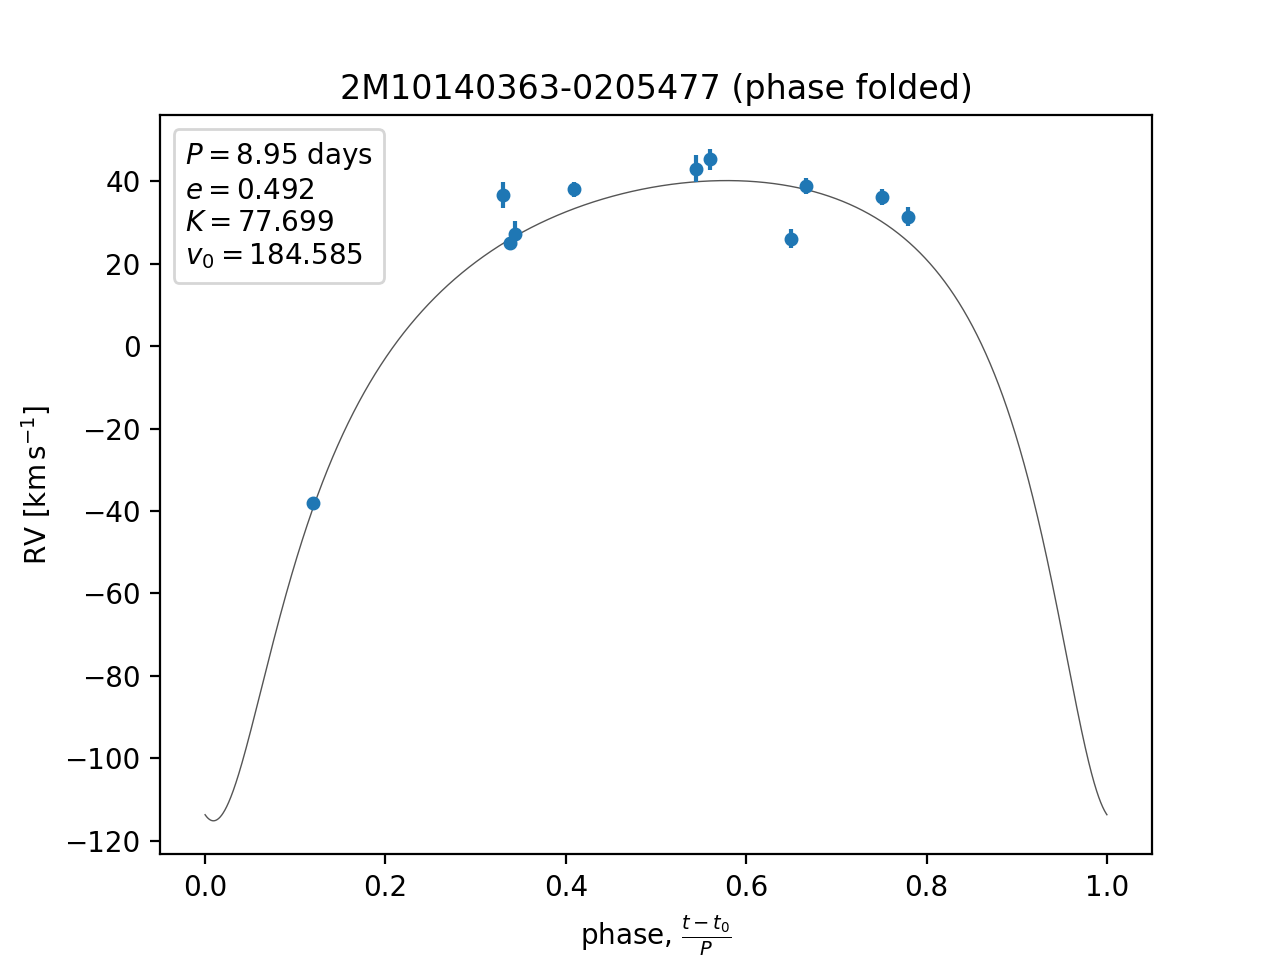 2M10140363-0205477 (phase folded)
P = 8.95 days
e = 0.492
K = 77.699
v₀ = 184.585
40
20
0
−20
−40
−60
−80
−100
−120
RV [km s⁻¹]
0.0 0.2 0.4 0.6 0.8 1.0
phase, (t − t₀)/P